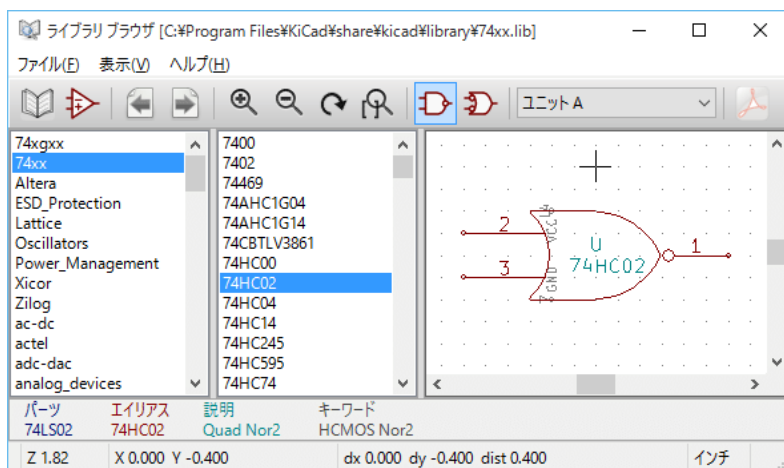 ライブラリ ブラウザ [C:¥Program Files¥KiCad¥share¥kicad¥library¥74xx.lib]
ファイル(F) 表示(V) ヘルプ(H)
ユニット A
74xgxx
74xx
Altera
ESD_Protection
Lattice
Oscillators
Power_Management
Xicor
Zilog
ac-dc
actel
adc-dac
analog_devices
7400
7402
74469
74AHC1G04
74AHC1G14
74CBTLV3861
74HC00
74HC02
74HC04
74HC14
74HC245
74HC595
74HC74
14
VCC
2
U
1
3
74HC02
GND
7
パーツ エイリアス 説明 キーワード
74LS02 74HC02 Quad Nor2 HCMOS Nor2
Z 1.82 X 0.000 Y -0.400 dx 0.000 dy -0.400 dist 0.400 インチ